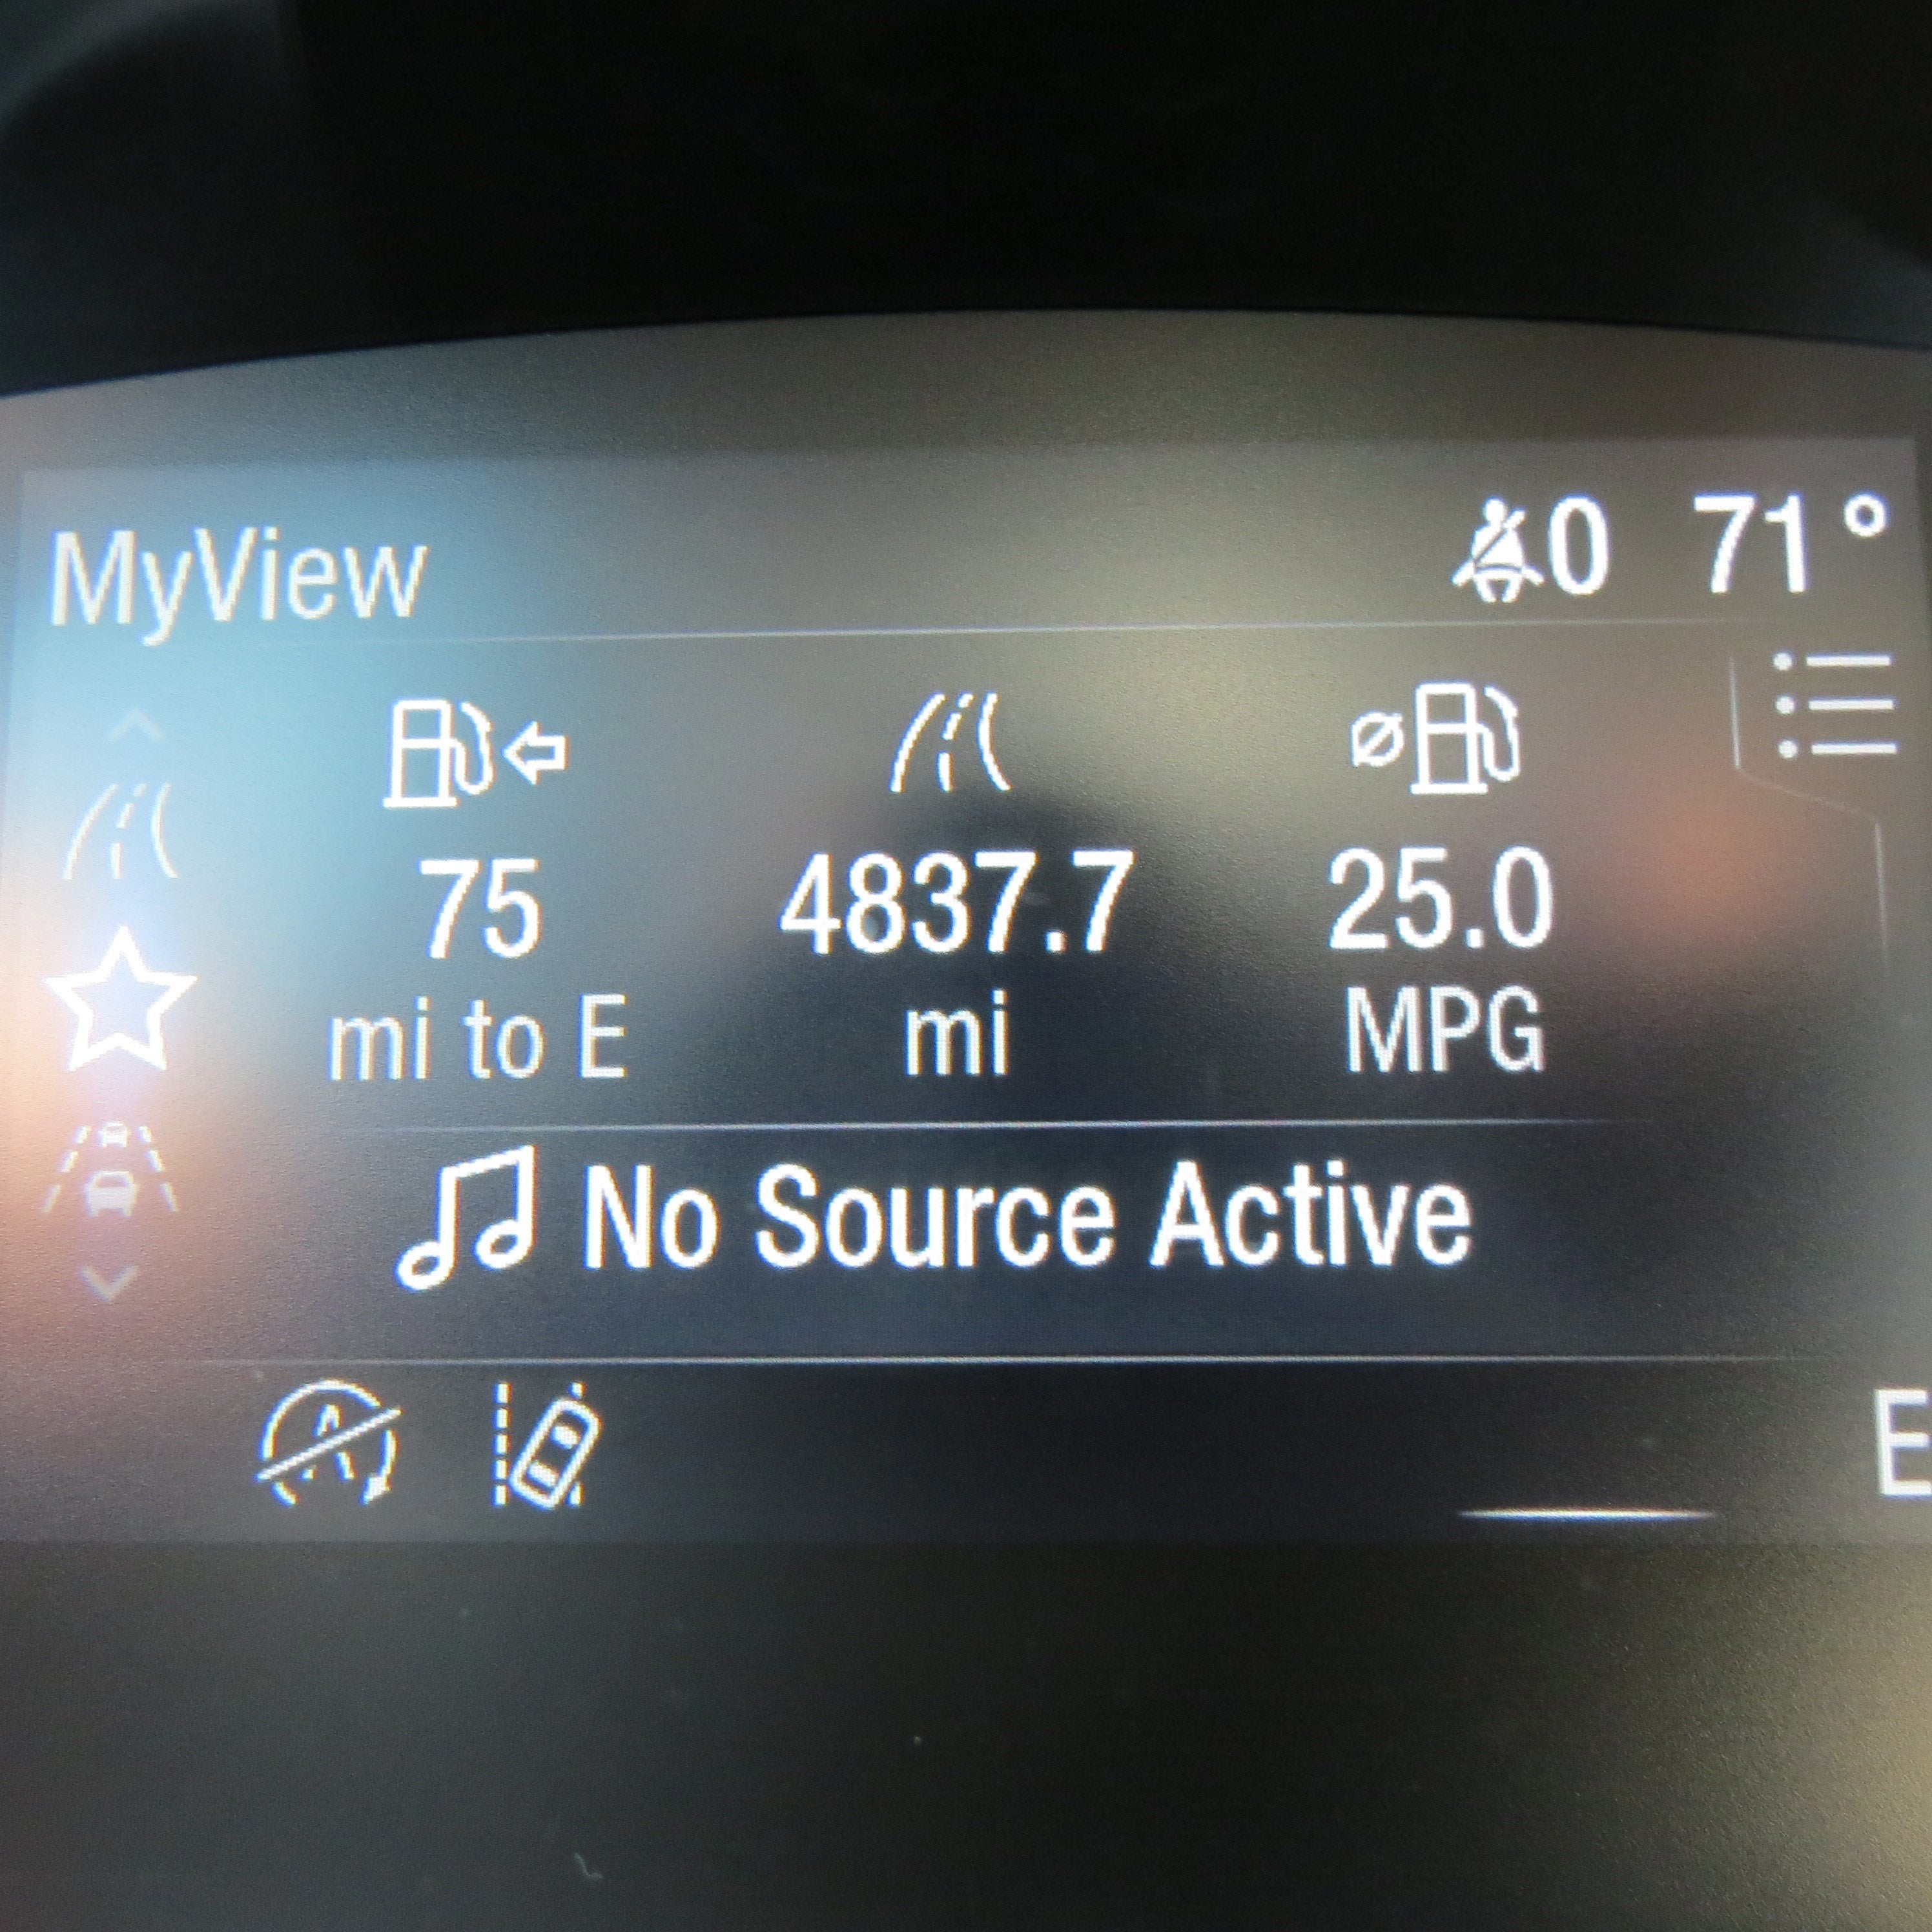 MyView 0 71°
75 4837.7 25.0
mi to E mi MPG
No Source Active
E